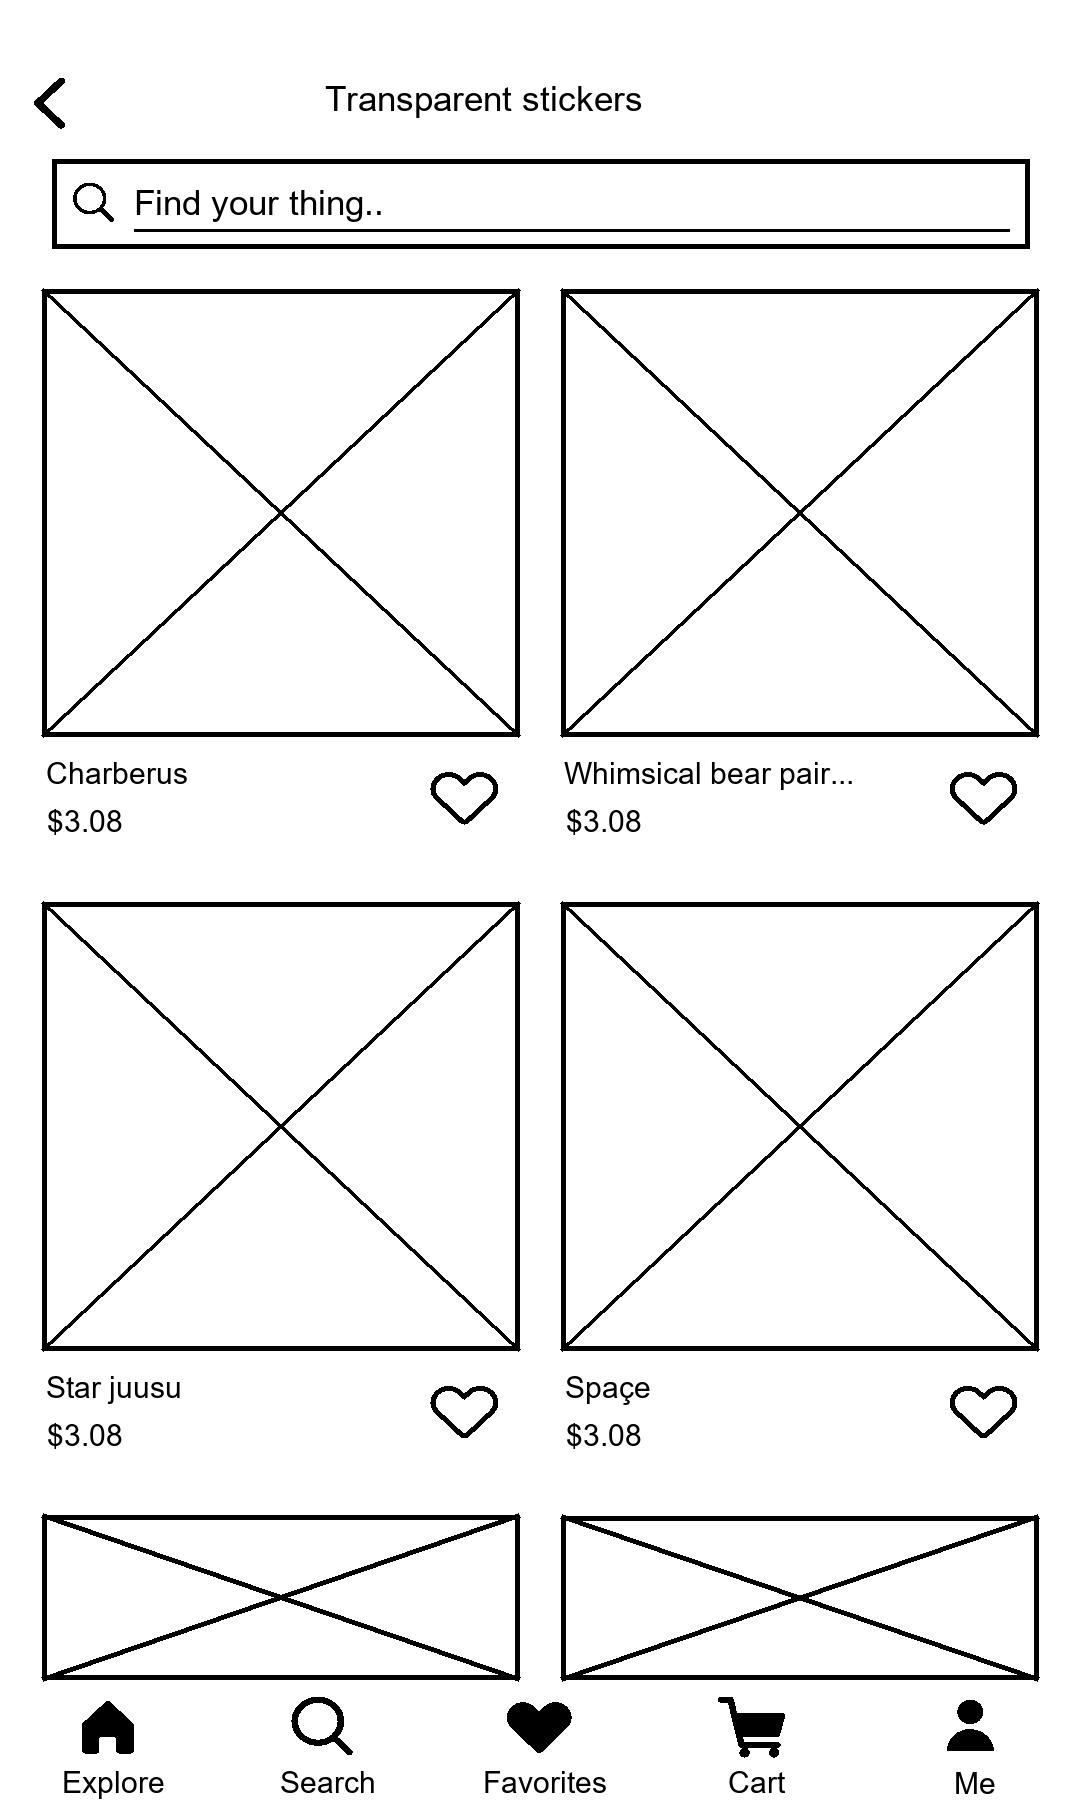 Transparent stickers
Find your thing..
Charberus
$3.08
Whimsical bear pair...
$3.08
Star juusu
$3.08
Spaçe
$3.08
Explore
Search
Favorites
Cart
Me